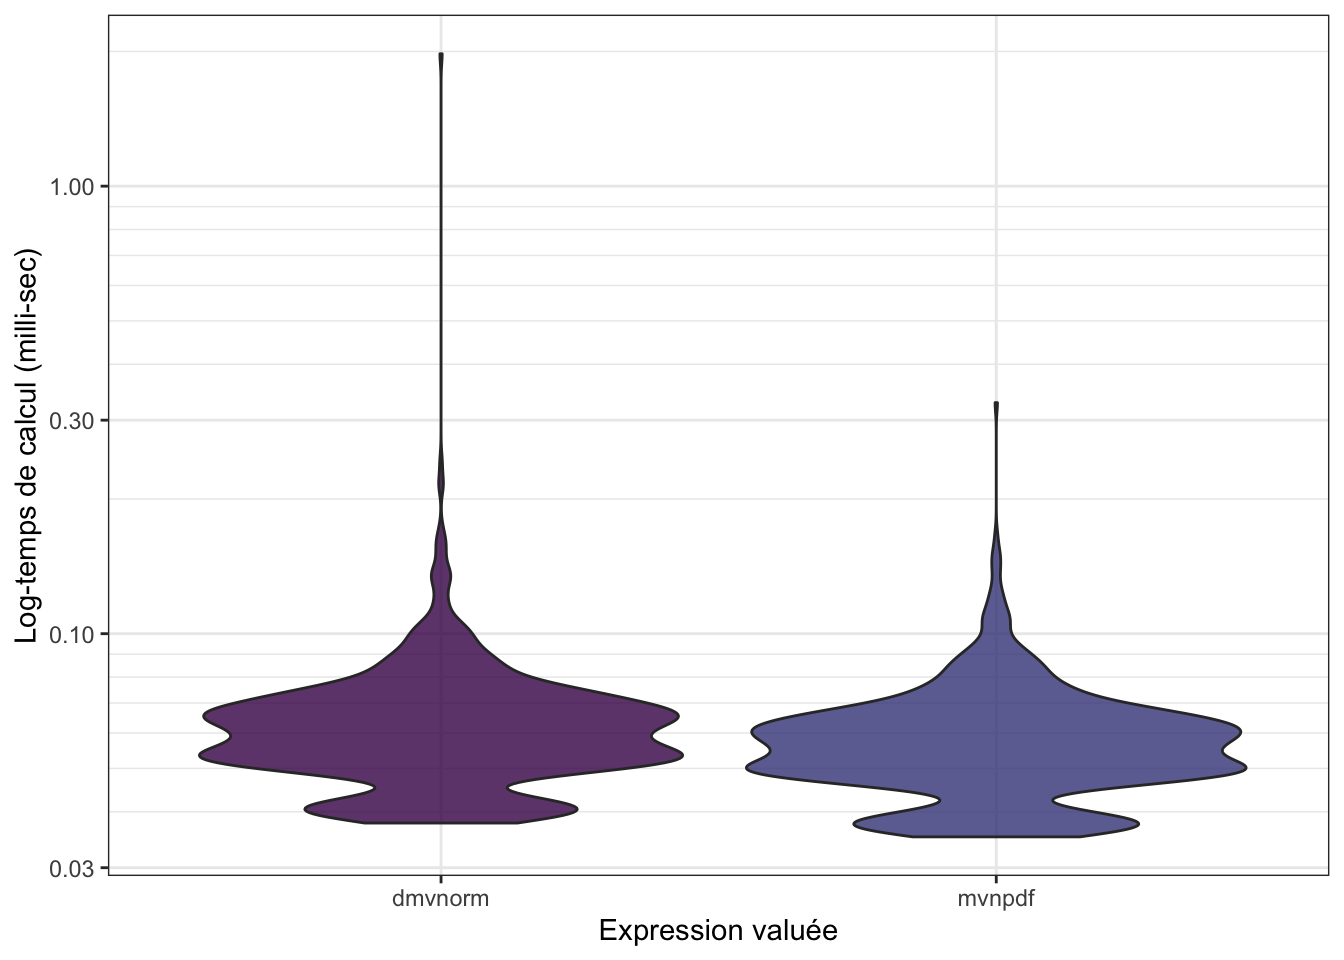 Log-temps de calcul (milli-sec)
1.00
0.30
0.10
0.03
dmvnorm
mvnpdf
Expression valuée